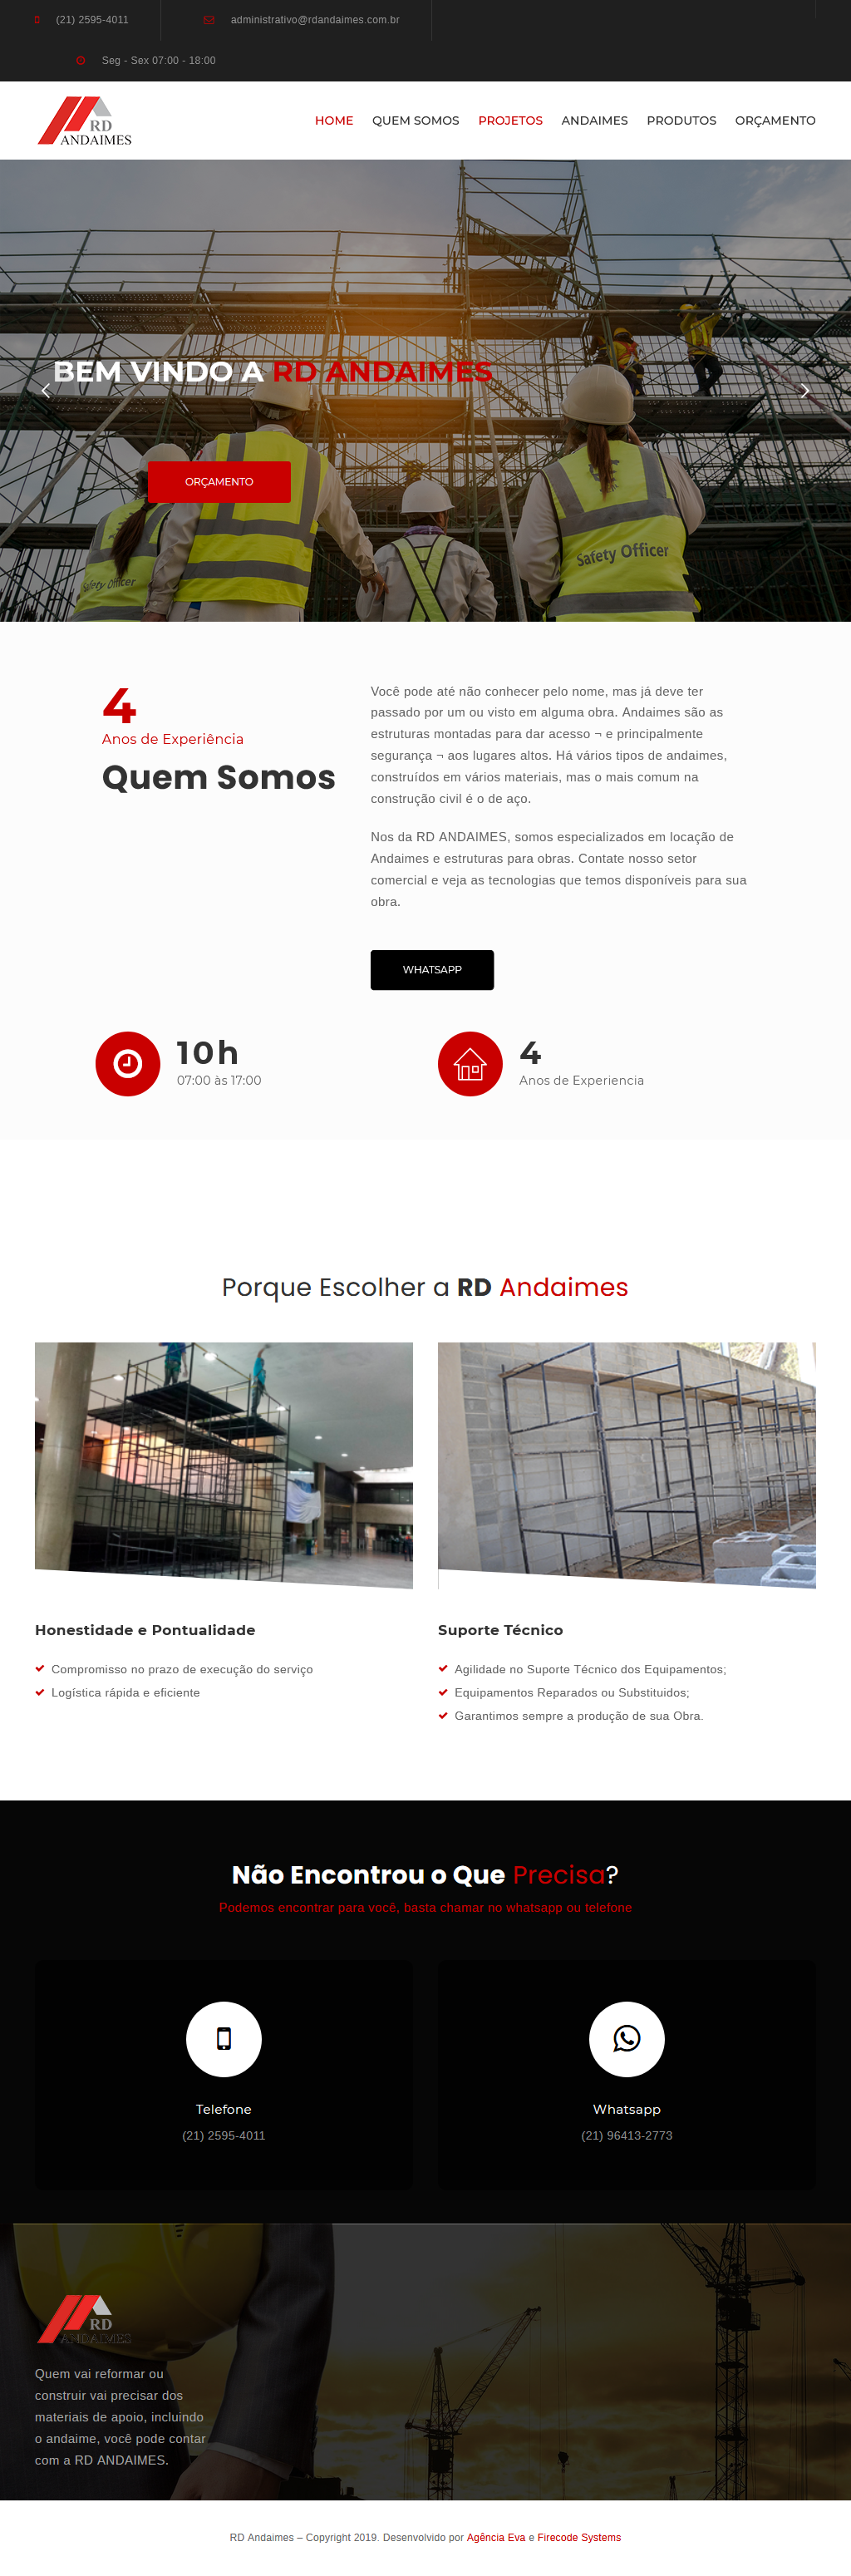 (21) 2595-4011
administrativo@rdandaimes.com.br
Seg - Sex 07:00 - 18:00
RD
ANDAIMES
HOME
QUEM SOMOS
PROJETOS
ANDAIMES
PRODUTOS
ORÇAMENTO
BEM VINDO A RD ANDAIMES
ORÇAMENTO
Safety Officer
Safety Officer
4
Anos de Experiência
Quem Somos
Você pode até não conhecer pelo nome, mas já deve ter
passado por um ou visto em alguma obra. Andaimes são as
estruturas montadas para dar acesso ¬ e principalmente
segurança ¬ aos lugares altos. Há vários tipos de andaimes,
construídos em vários materiais, mas o mais comum na
construção civil é o de aço.
Nos da RD ANDAIMES, somos especializados em locação de
Andaimes e estruturas para obras. Contate nosso setor
comercial e veja as tecnologias que temos disponíveis para sua
obra.
WHATSAPP
10h
07:00 às 17:00
4
Anos de Experiencia
Porque Escolher a RD Andaimes
Honestidade e Pontualidade
Compromisso no prazo de execução do serviço
Logística rápida e eficiente
Suporte Técnico
Agilidade no Suporte Técnico dos Equipamentos;
Equipamentos Reparados ou Substituidos;
Garantimos sempre a produção de sua Obra.
Não Encontrou o Que Precisa?
Podemos encontrar para você, basta chamar no whatsapp ou telefone
Telefone
(21) 2595-4011
Whatsapp
(21) 96413-2773
RD
ANDAIMES
Quem vai reformar ou
construir vai precisar dos
materiais de apoio, incluindo
o andaime, você pode contar
com a RD ANDAIMES.
RD Andaimes – Copyright 2019. Desenvolvido por Agência Eva e Firecode Systems